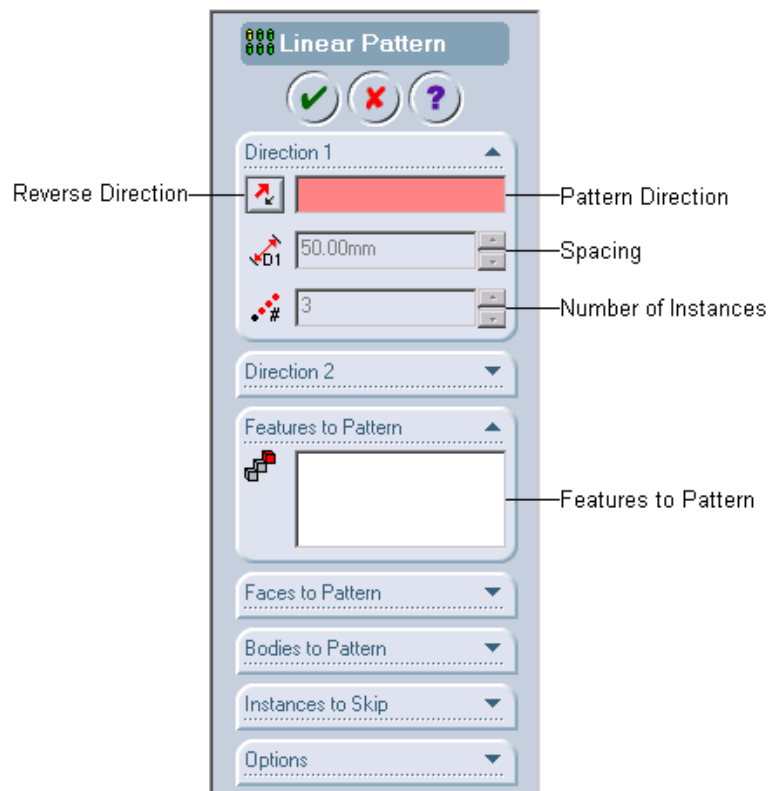 Linear Pattern
?
Direction 1
Reverse Direction
Pattern Direction
D1
50.00mm
Spacing
#
3
Number of Instances
Direction 2
Features to Pattern
Features to Pattern
Faces to Pattern
Bodies to Pattern
Instances to Skip
Options